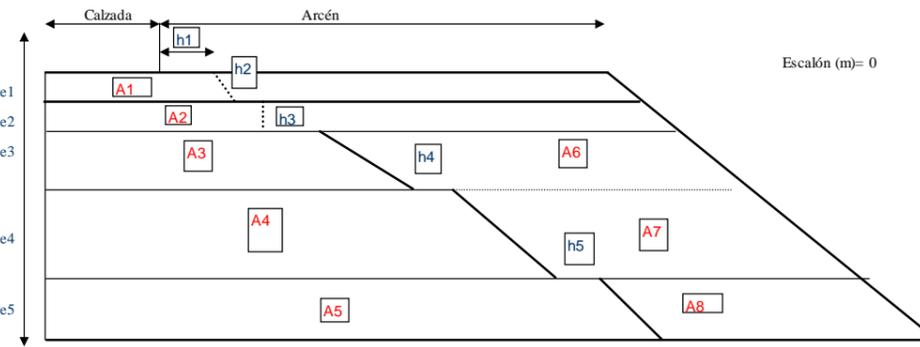 Calzada
Arcén
h1
h2
Escalón (m)= 0
e1
A1
e2
A2
h3
e3
A3
h4
A6
A4
e4
h5
A7
e5
A5
A8